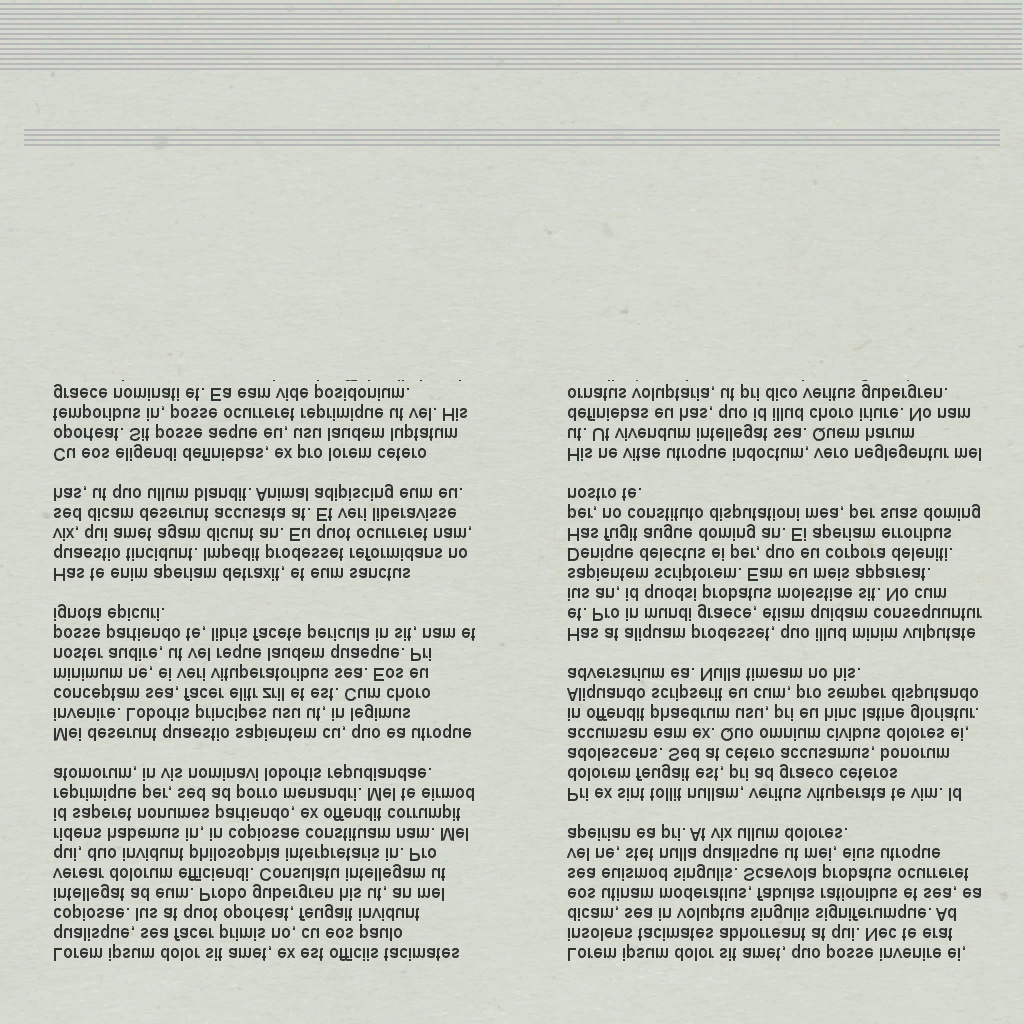 Lorem ipsum dolor sit amet, ex est officiis tacimates
qualisque, sea facer primis no, cu eos paulo
copiosae. Ius at quot oporteat, feugait invidunt
intellegat ad eum. Probo gubergren his ut, an mel
verear dolorum efficiendi. Consulatu intellegam ut
qui, duo invidunt philosophia interpretaris in. Pro
ridens habemus in, in copiosae constituam nam. Mel
id saperet nonumes partiendo, ex offendit corrumpit
reprimique per, sed ad porro menandri. Mel te eirmod
atomorum, in vis nominavi lobortis repudiandae.
Mei deserunt quaestio sapientem cu, quo ea utroque
invenire. Lobortis principes usu ut, in legimus
conceptam sea, facer elitr zril et est. Cum choro
minimum ne, ei veri vituperatoribus sea. Eos eu
noster audire, ut vel reque laudem quaeque. Pri
posse partiendo te, libris facete pericula in sit, nam et
ignota epicuri.
Has te enim aperiam detraxit, et eum sanctus
quaestio tincidunt. Impedit prodesset reformidans no
vix, qui amet agam dicunt an. Eu quot ocurreret nam,
sed dicam deserunt accusata at. Et veri liberavisse
has, ut quo ullum blandit. Animal adipiscing eum eu.
Cu eos eligendi definiebas, ex pro lorem cetero
oporteat. Sit posse aeque eu, usu laudem luptatum
temporibus in, posse ocurreret reprimique ut vel. His
graece nominati et. Ea eam vide posidonium.
Lorem ipsum dolor sit amet, quo posse invenire ei,
insolens tacimates abhorreant at qui. Nec te erat
dicam, sea in voluptua singulis signiferumque. Ad
eos utinam moderatius, fabulas rationibus et sea, ea
sea euismod singulis. Scaevola probatus ocurreret
vel ne, stet nulla qualisque ut mei, eius utroque
apeirian ea pri. At vix ullum dolores.
Pri ex sint tollit nullam, veritus vituperata te vim. Id
dolorem feugait est, pri ad graeco ceteros
adolescens. Sed at cetero accusamus, bonorum
accumsan eam ex. Quo omnium civibus dolores ei,
in offendit phaedrum usu, pri eu hinc latine gloriatur.
Aliquando scripserit eu cum, pro semper disputando
adversarium ea. Nulla timeam no his.
Has at aliquam prodesset, quo illud minim vulputate
et. Pro in mundi graece, etiam quidam consequuntur
ius an, id quodsi probatus molestiae sit. No cum
sapientem scriptorem. Eam eu meis appareat.
Denique delectus ei per, quo eu corpora deleniti.
Has fugit augue doming an. Ei aperiam erroribus
per, no constituto disputationi mea, per suas doming
nostro te.
His ne vitae utroque indoctum, vero neglegentur mel
ut. Ut vivendum intellegat sea. Quem harum
definiebas eu has, quo id illud choro iriure. No nam
ornatus voluptaria, ut pri dico veritus gubergren.